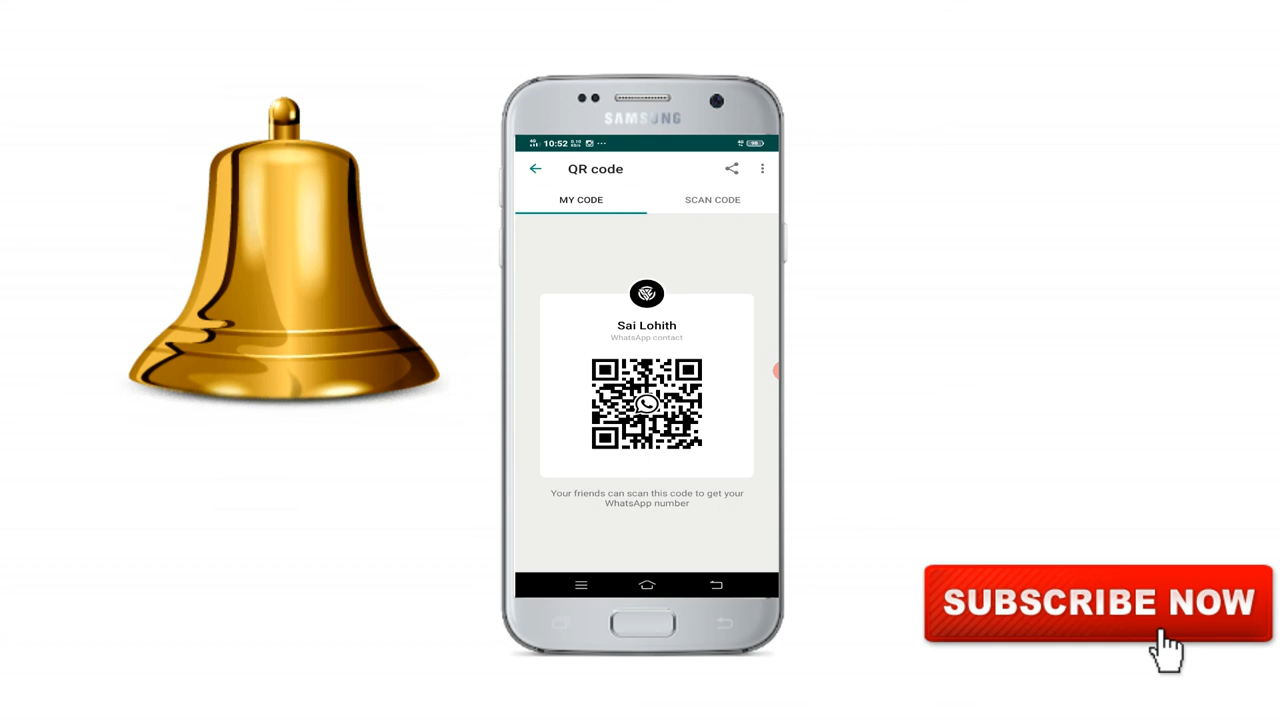 SAMSUNG
10:52
QR code
MY CODE
SCAN CODE
Sai Lohith
WhatsApp contact
Your friends can scan this code to get your
WhatsApp number
SUBSCRIBE NOW